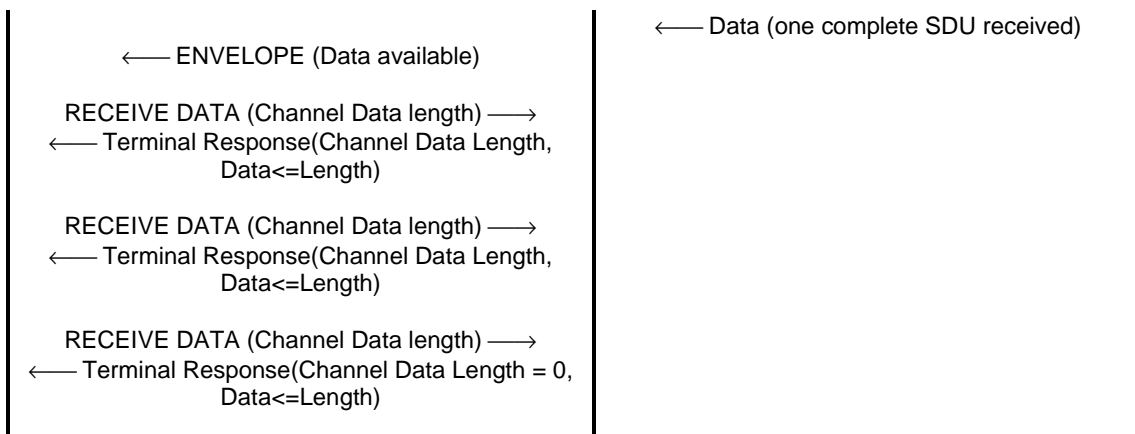 ← Data (one complete SDU received)
← ENVELOPE (Data available)
RECEIVE DATA (Channel Data length) →
← Terminal Response(Channel Data Length,
Data<=Length)
RECEIVE DATA (Channel Data length) →
← Terminal Response(Channel Data Length,
Data<=Length)
RECEIVE DATA (Channel Data length) →
← Terminal Response(Channel Data Length = 0,
Data<=Length)